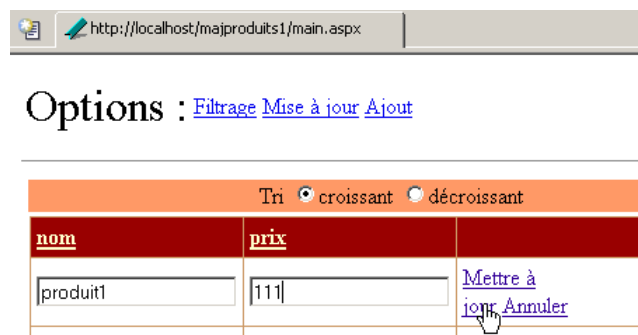 http://localhost/majproduits1/main.aspx
Options : Filtrage Mise à jour Ajout
Tri croissant décroissant
nom prix
produit1 111 Mettre à
jour Annuler